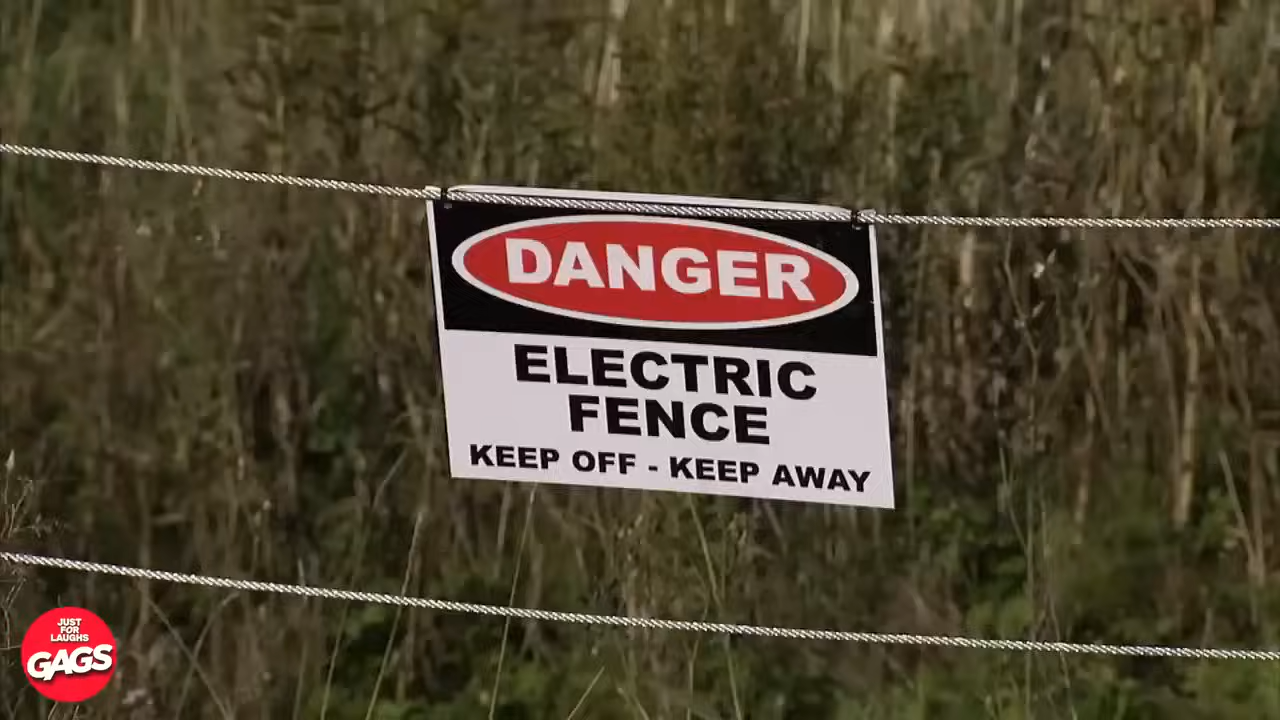 DANGER
ELECTRIC
FENCE
KEEP OFF - KEEP AWAY
JUST
FOR
LAUGHS
GAGS